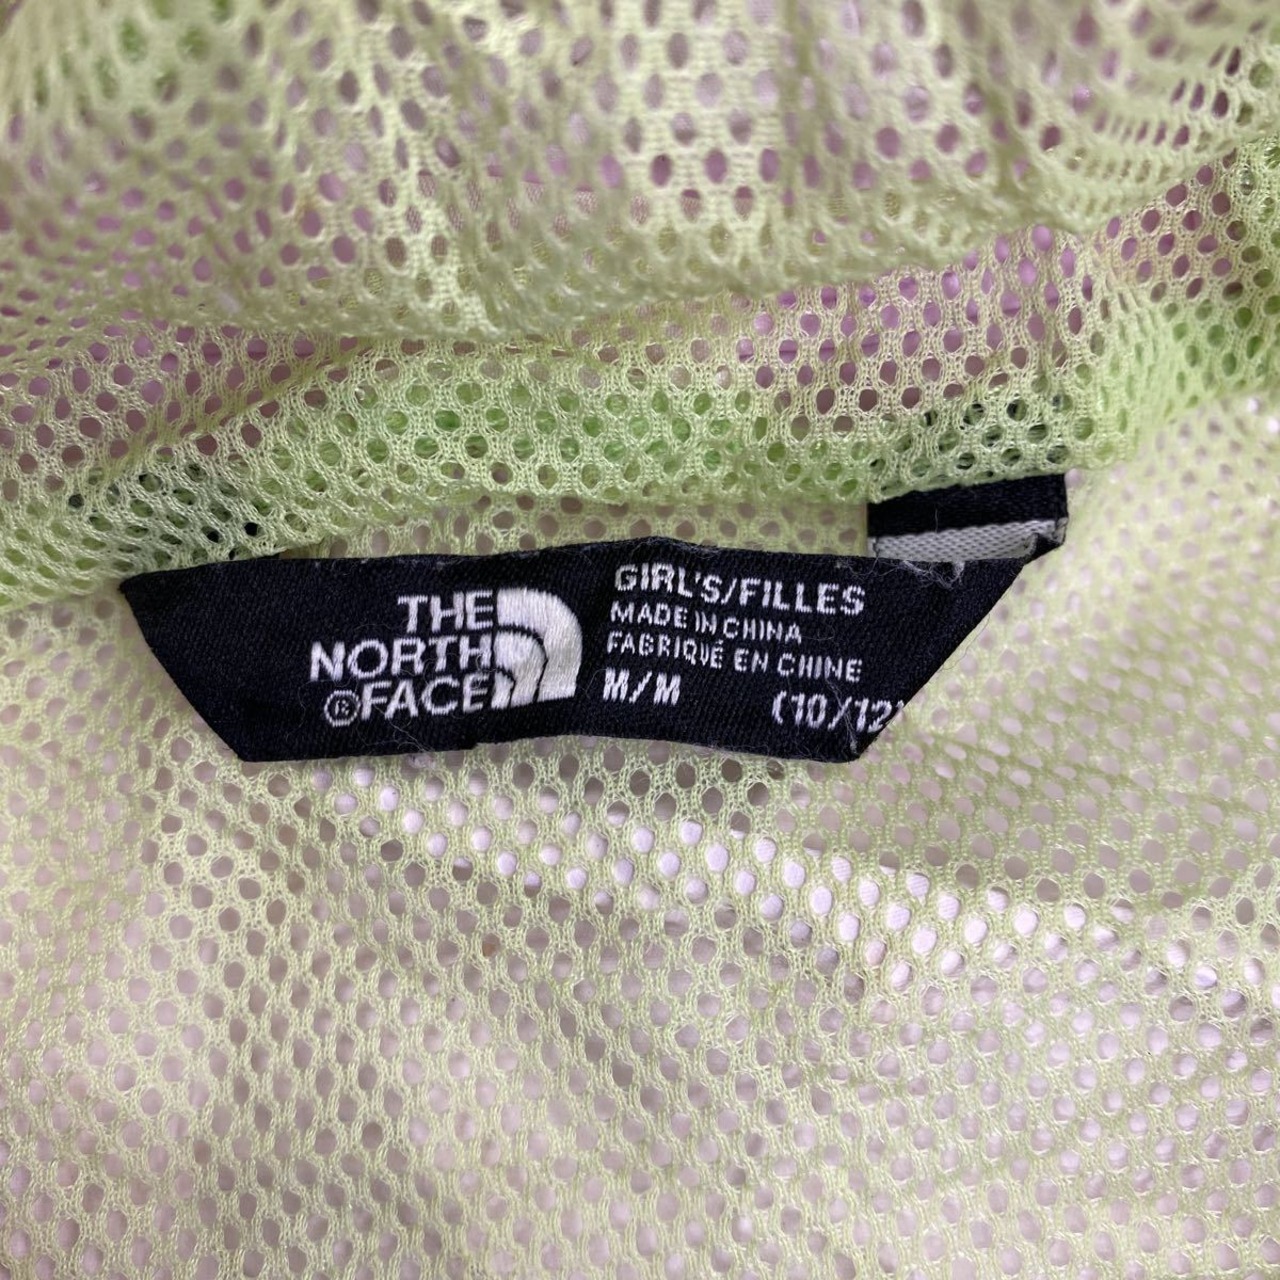 THE
NORTH
®FACE
GIRL'S/FILLES
MADE IN CHINA
FABRIQUÉ EN CHINE
M/M (10/12)